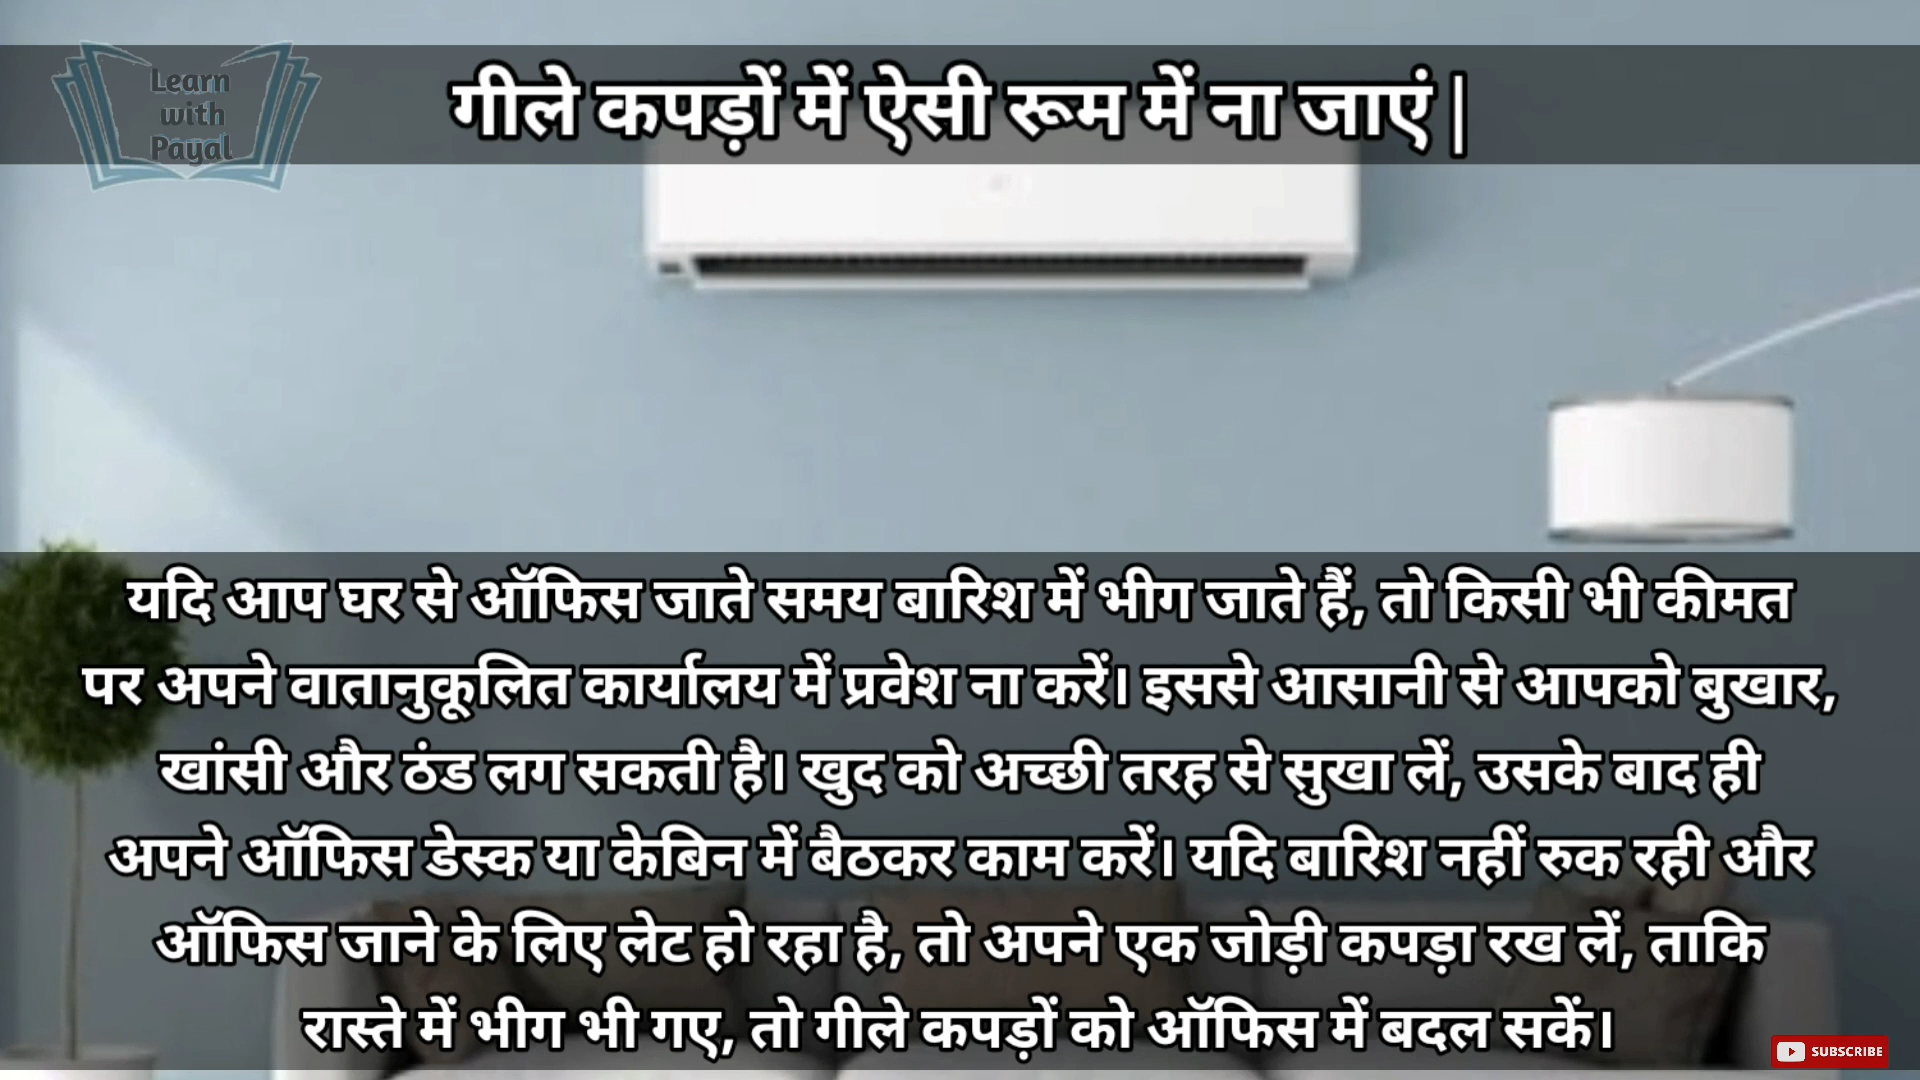 Learn
with
Payal
गीले कपड़ों में ऐसी रूम में ना जाएं |
यदि आप घर से ऑफिस जाते समय बारिश में भीग जाते हैं, तो किसी भी कीमत
पर अपने वातानुकूलित कार्यालय में प्रवेश ना करें। इससे आसानी से आपको बुखार,
खांसी और ठंड लग सकती है। खुद को अच्छी तरह से सुखा लें, उसके बाद ही
अपने ऑफिस डेस्क या केबिन में बैठकर काम करें। यदि बारिश नहीं रुक रही और
ऑफिस जाने के लिए लेट हो रहा है, तो अपने एक जोड़ी कपड़ा रख लें, ताकि
रास्ते में भीग भी गए, तो गीले कपड़ों को ऑफिस में बदल सकें।
SUBSCRIBE